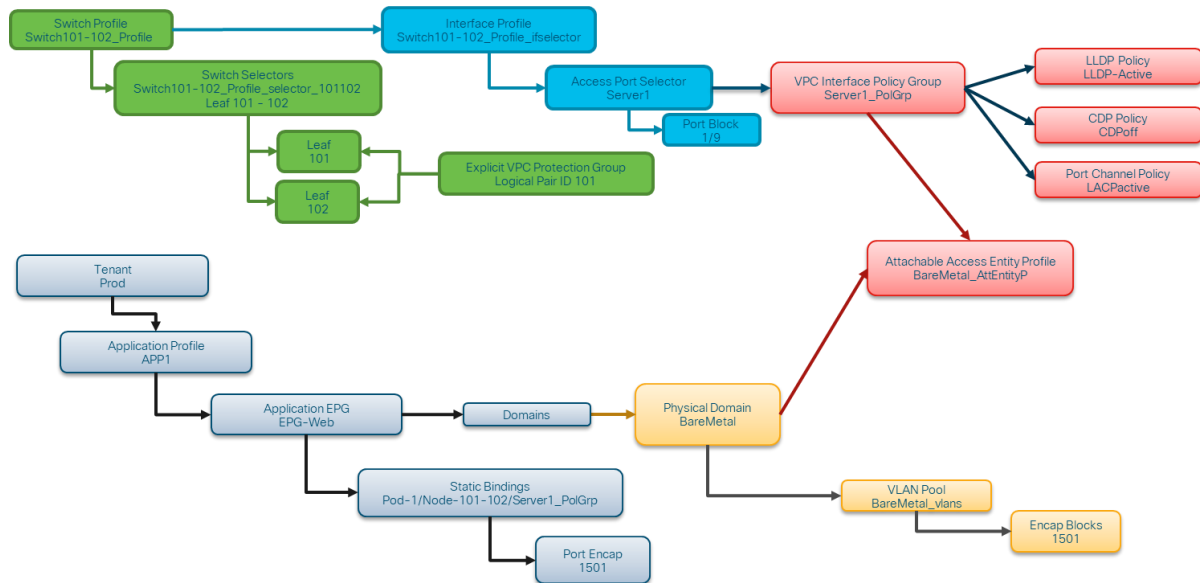 Switch Profile
Switch101-102_Profile
Interface Profile
Switch101-102_Profile_ifselector
Switch Selectors
Switch101-102_Profile_selector_101102
Leaf 101 - 102
Access Port Selector
Server1
Port Block
1/9
VPC Interface Policy Group
Server1_PolGrp
LLDP Policy
LLDP-Active
CDP Policy
CDPoff
Port Channel Policy
LACPactive
Leaf
101
Leaf
102
Explicit VPC Protection Group
Logical Pair ID 101
Attachable Access Entity Profile
BareMetal_AttEntityP
Tenant
Prod
Application Profile
APP1
Application EPG
EPG-Web
Domains
Physical Domain
BareMetal
Static Bindings
Pod-1/Node-101-102/Server1_PolGrp
Port Encap
1501
VLAN Pool
BareMetal_vlans
Encap Blocks
1501